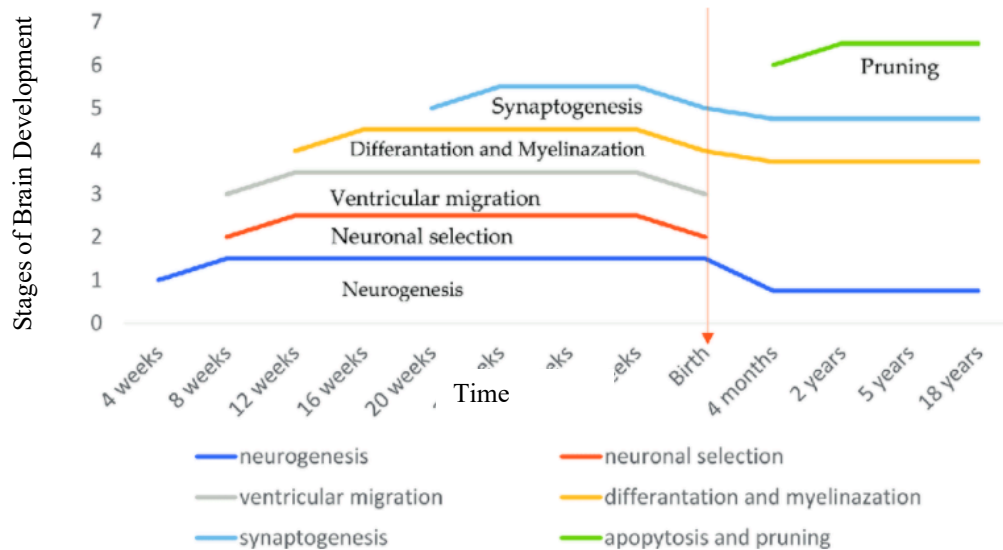 Stages of Brain Development
7
6
5
4
3
2
1
0
Pruning
Synaptogenesis
Differantation and Myelinazation
Ventricular migration
Neuronal selection
Neurogenesis
4 weeks
8 weeks
12 weeks
16 weeks
20 weeks
Birth
4 months
2 years
5 years
18 years
Time
neurogenesis
neuronal selection
ventricular migration
differantation and myelinazation
synaptogenesis
apopytosis and pruning